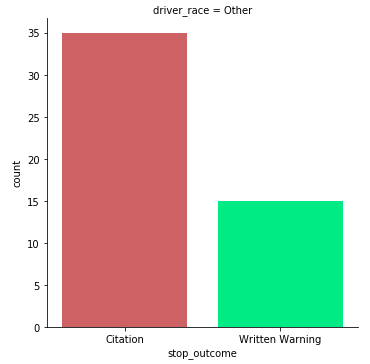 driver_race = Other
35
30
25
20
15
10
5
0
count
Citation
Written Warning
stop_outcome